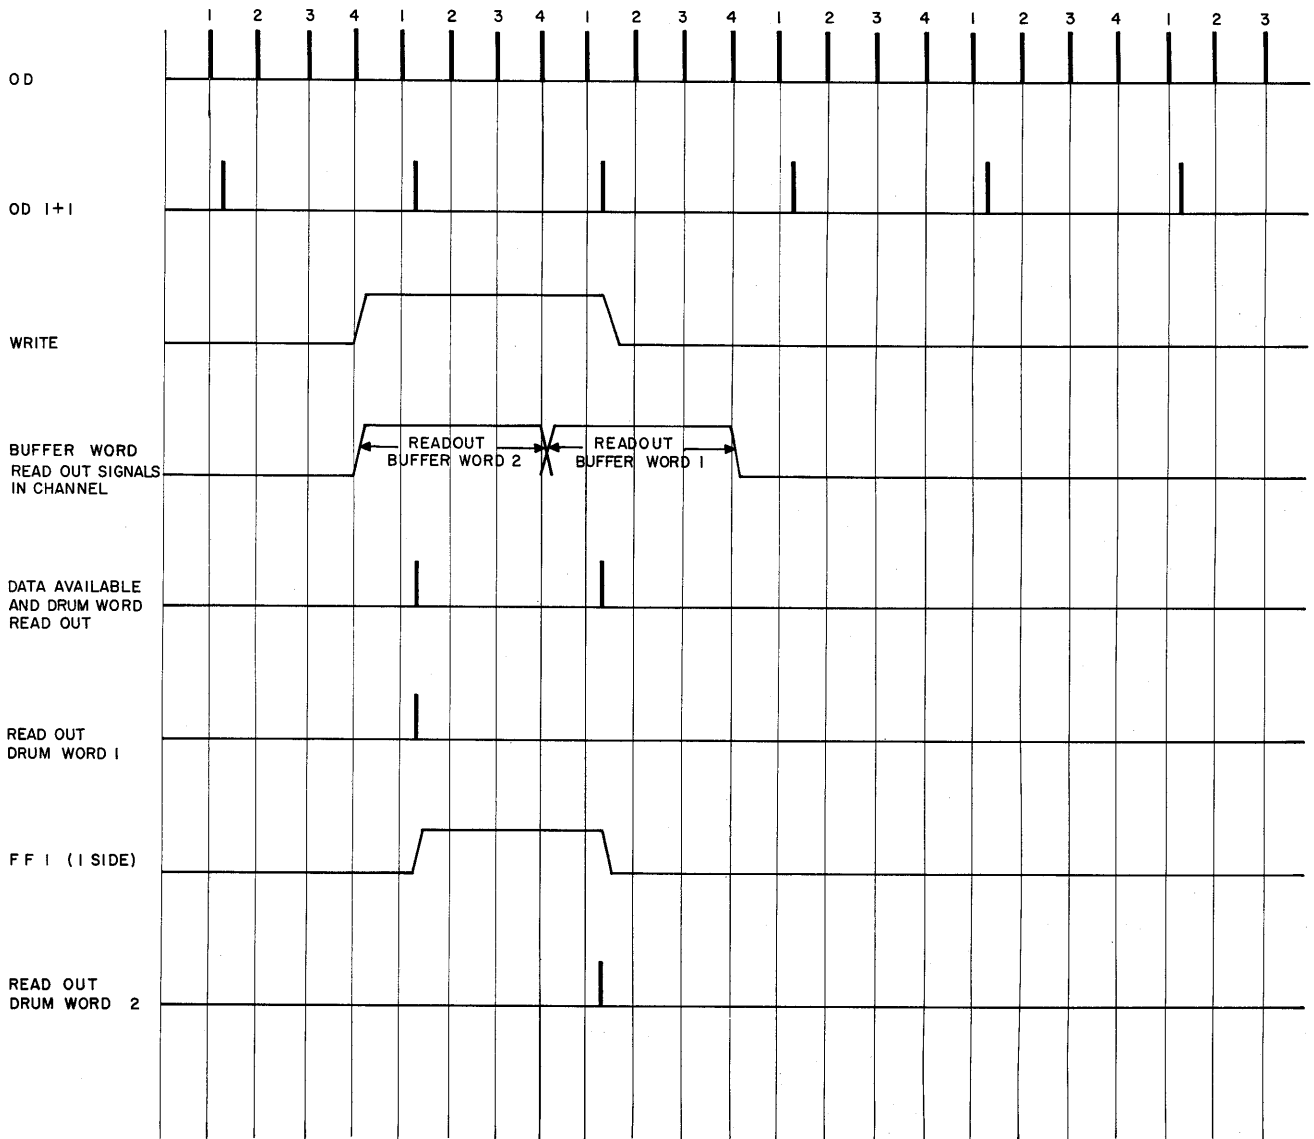 1 2 3 4 1 2 3 4 1 2 3 4 1 2 3 4 1 2 3 4 1 2 3
OD
OD 1+1
WRITE
BUFFER WORD
READ OUT SIGNALS
IN CHANNEL
READOUT
BUFFER WORD 2
READOUT
BUFFER WORD 1
DATA AVAILABLE
AND DRUM WORD
READ OUT
READ OUT
DRUM WORD 1
FF 1 (1 SIDE)
READ OUT
DRUM WORD 2